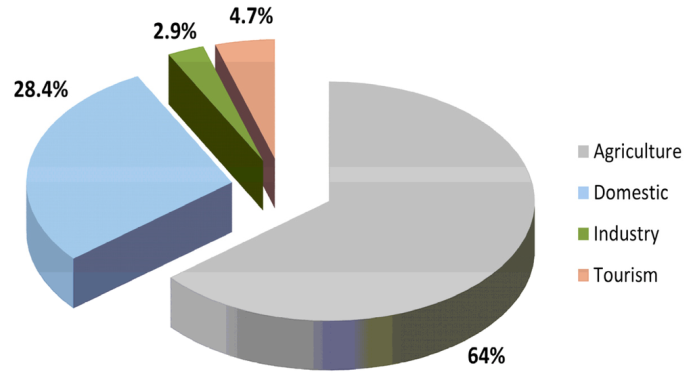 4.7%
2.9%
28.4%
Agriculture
Domestic
Industry
Tourism
64%